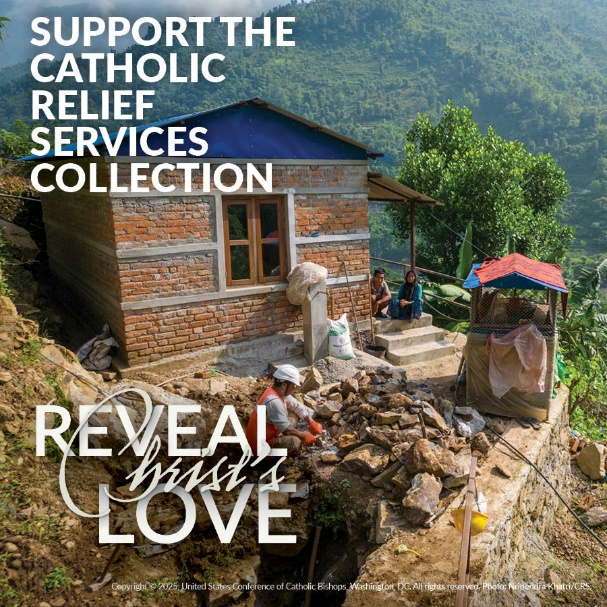 SUPPORT THE
CATHOLIC
RELIEF
SERVICES
COLLECTION
REVEAL
Christ's
LOVE
Copyright © 2025, United States Conference of Catholic Bishops, Washington, DC. All rights reserved. Photo: Nripendra Khatri/CRS.